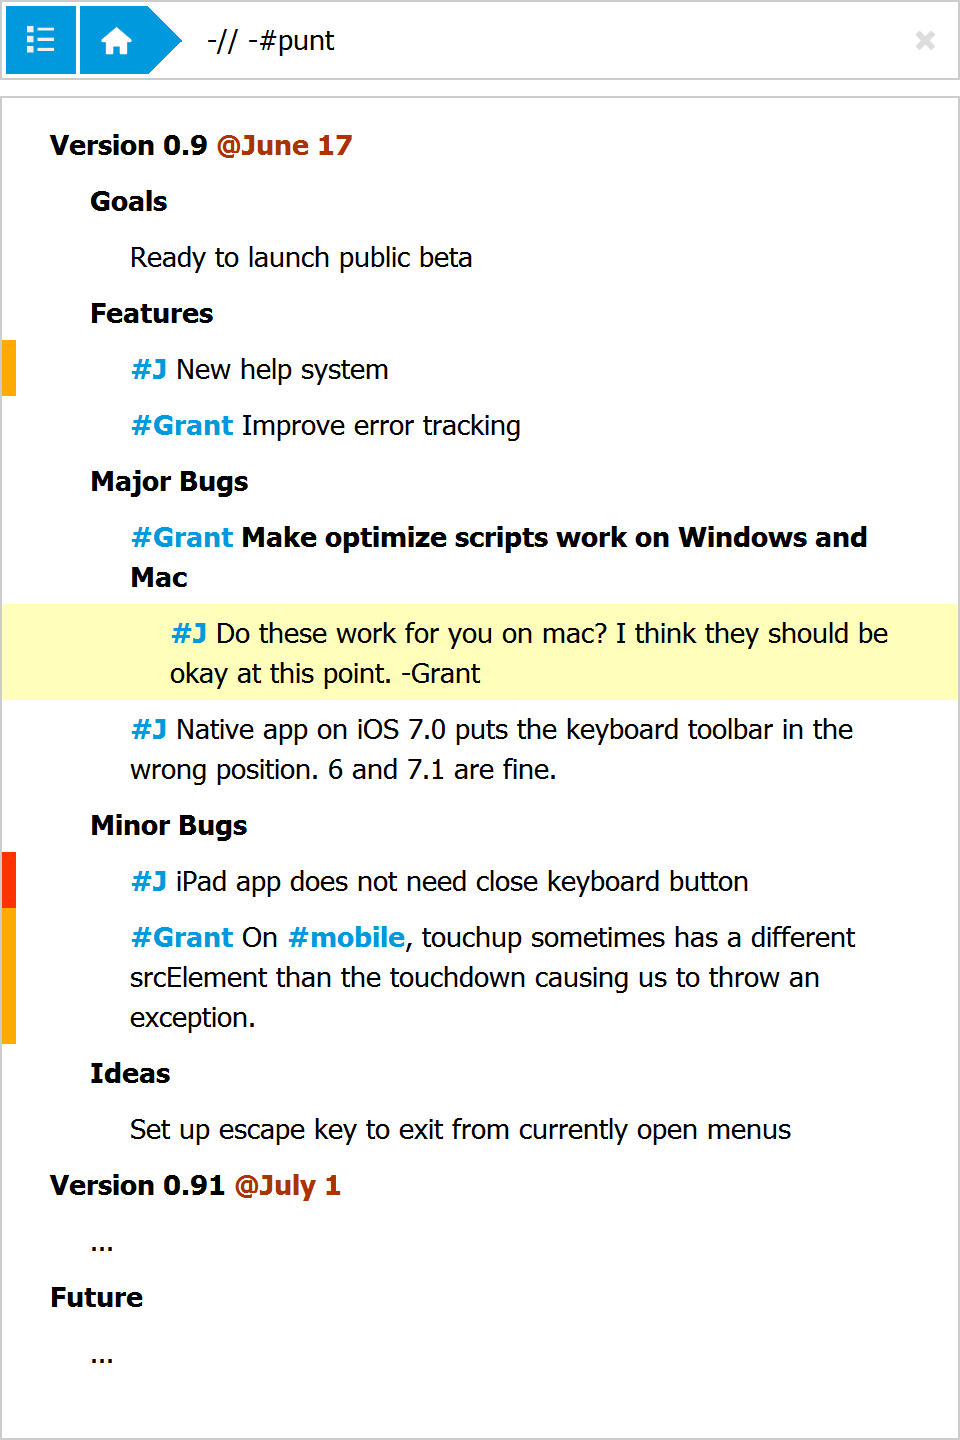 -// -#punt
Version 0.9 @June 17
Goals
Ready to launch public beta
Features
#J New help system
#Grant Improve error tracking
Major Bugs
#Grant Make optimize scripts work on Windows and
Mac
#J Do these work for you on mac? I think they should be
okay at this point. -Grant
#J Native app on iOS 7.0 puts the keyboard toolbar in the
wrong position. 6 and 7.1 are fine.
Minor Bugs
#J iPad app does not need close keyboard button
#Grant On #mobile, touchup sometimes has a different
srcElement than the touchdown causing us to throw an
exception.
Ideas
Set up escape key to exit from currently open menus
Version 0.91 @July 1
...
Future
...